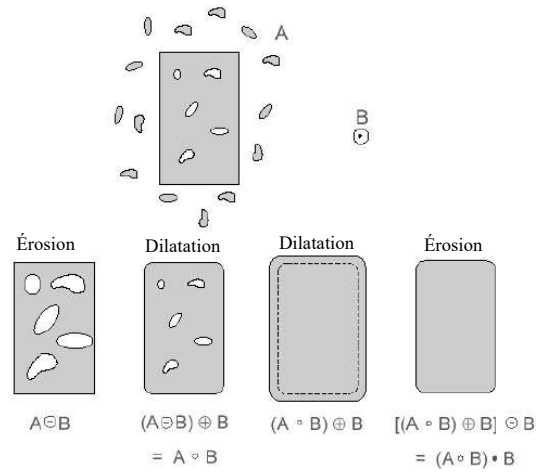 A
B
Érosion
Dilatation
Dilatation
Érosion
A⊖B
(A⊖B) ⊕ B
(A ∘ B) ⊕ B
[(A ∘ B) ⊕ B] ⊖ B
= A ∘ B
= (A∘B) • B